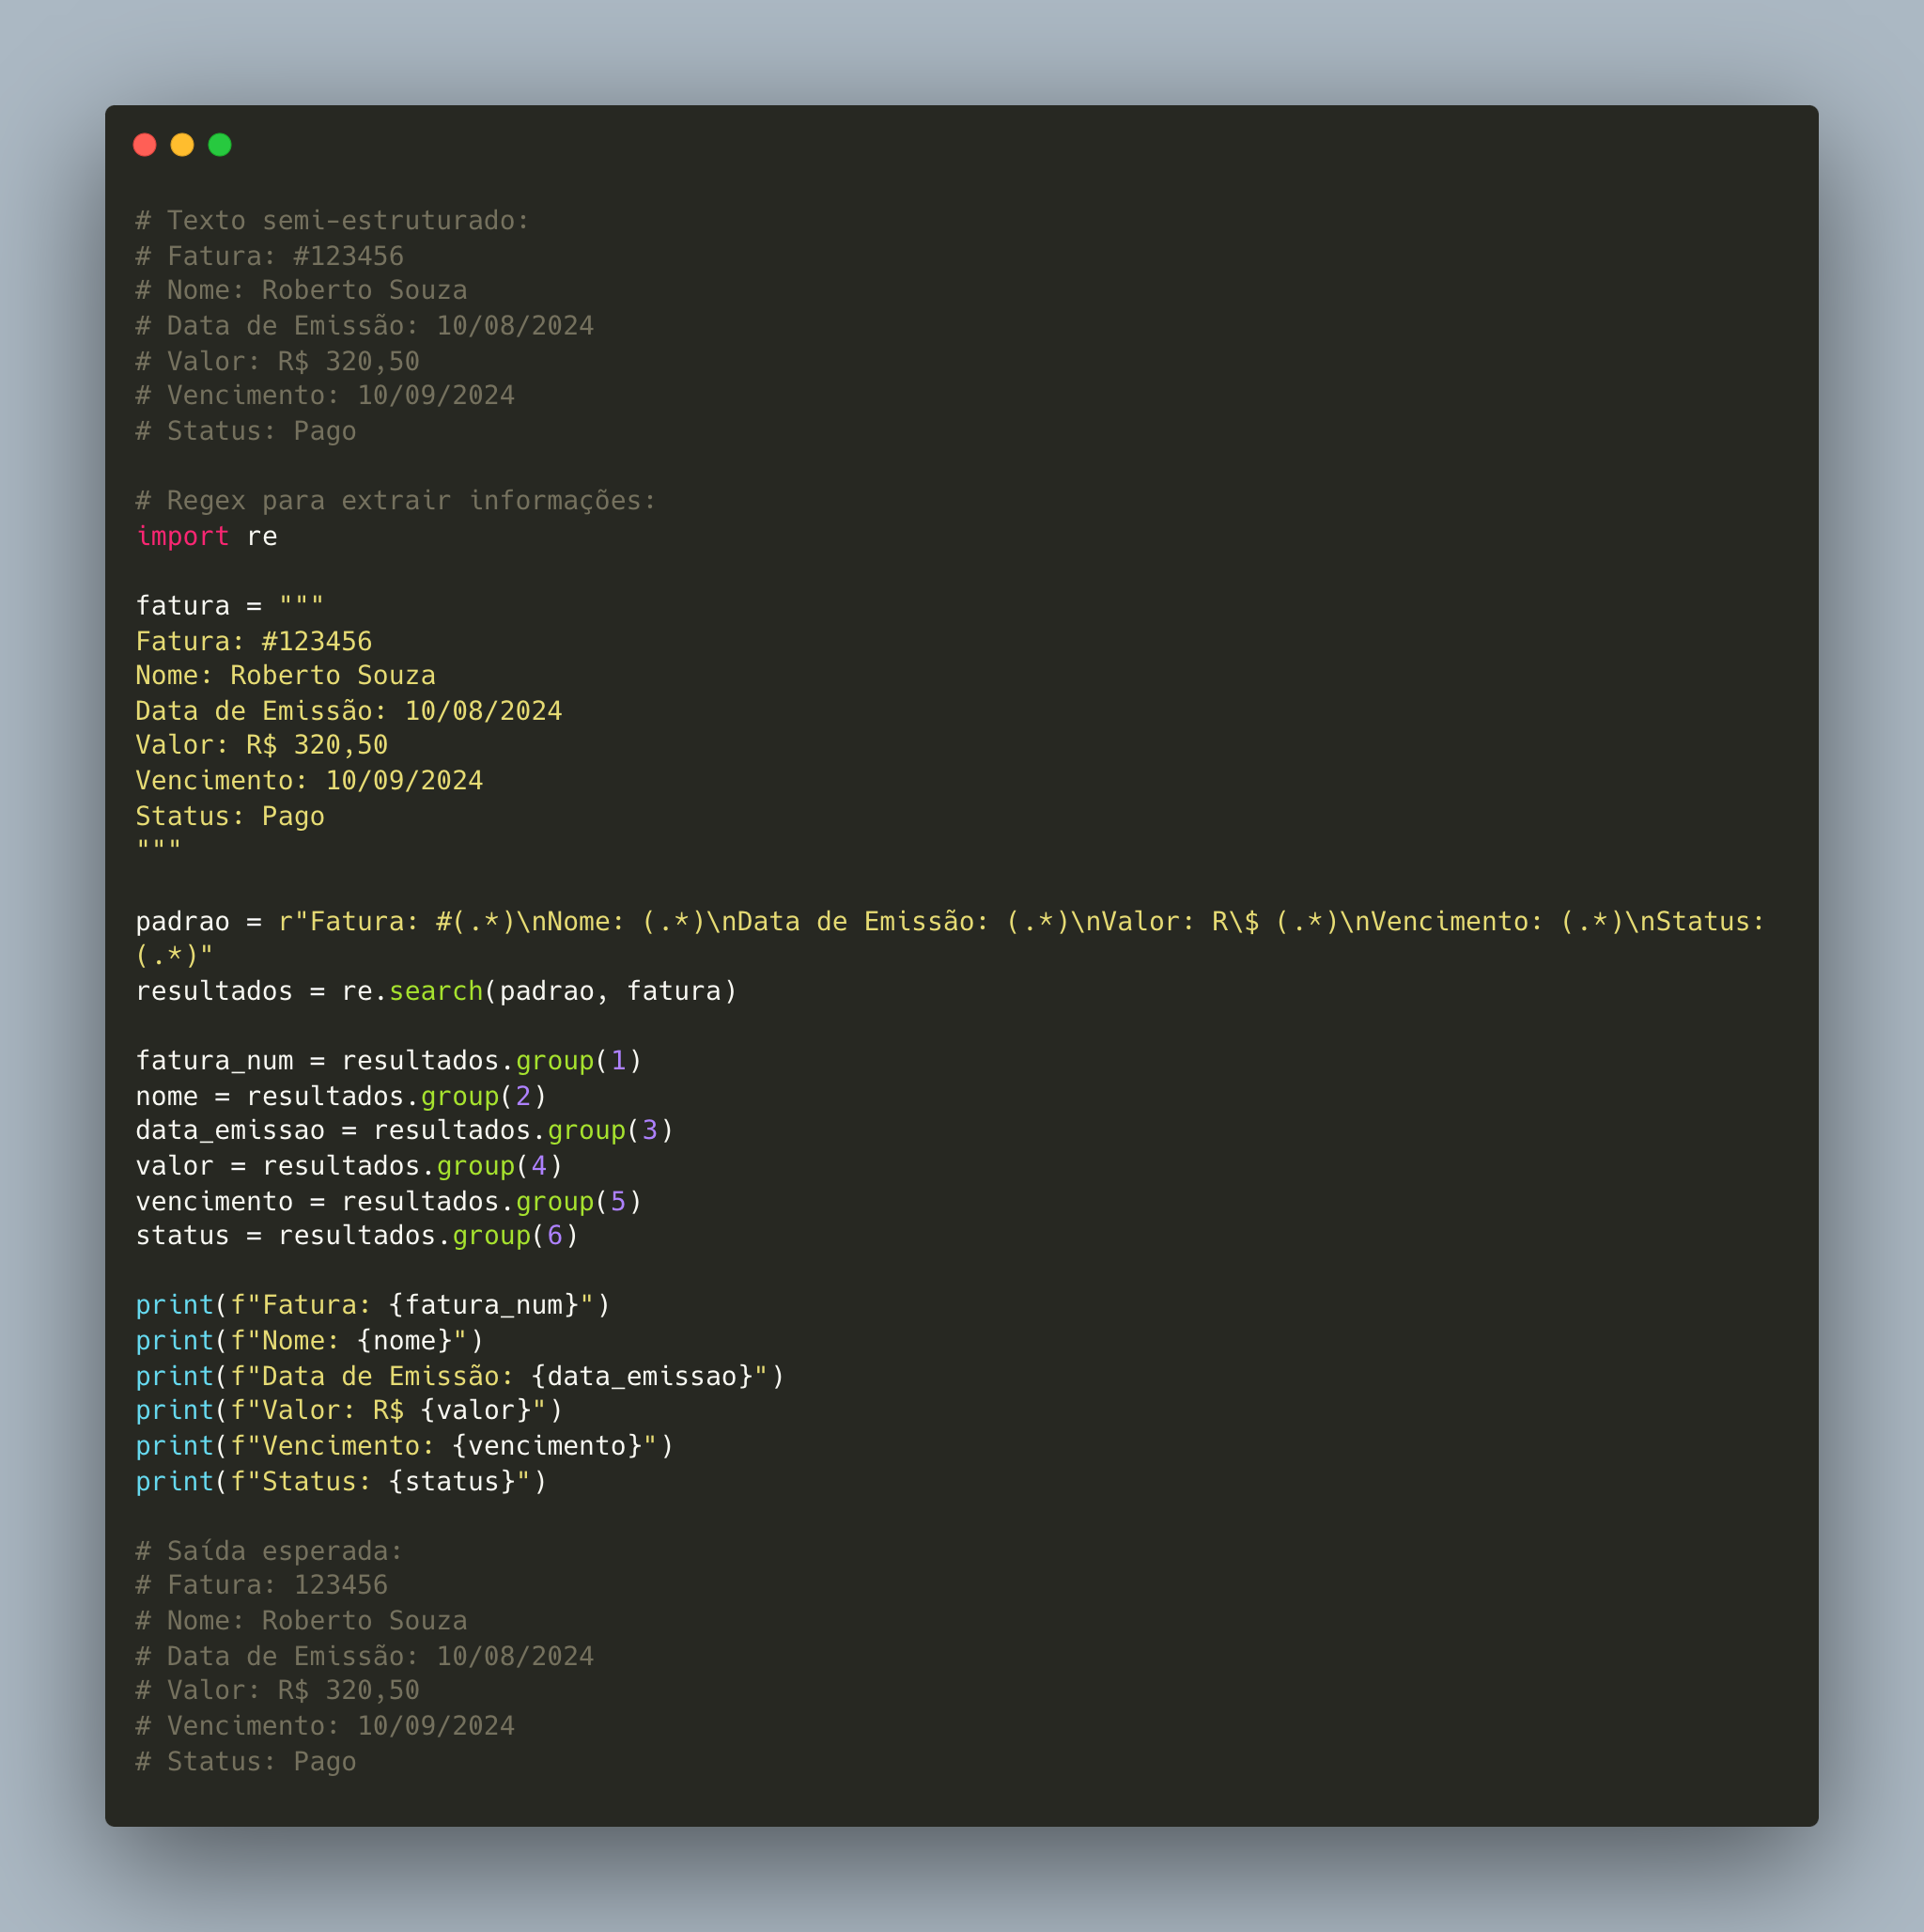 # Texto semi-estruturado:
# Fatura: #123456
# Nome: Roberto Souza
# Data de Emissão: 10/08/2024
# Valor: R$ 320,50
# Vencimento: 10/09/2024
# Status: Pago

# Regex para extrair informações:
import re

fatura = """
Fatura: #123456
Nome: Roberto Souza
Data de Emissão: 10/08/2024
Valor: R$ 320,50
Vencimento: 10/09/2024
Status: Pago
"""

padrao = r"Fatura: #(.*)\nNome: (.*)\nData de Emissão: (.*)\nValor: R\$ (.*)\nVencimento: (.*)\nStatus:
(.*)"
resultados = re.search(padrao, fatura)

fatura_num = resultados.group(1)
nome = resultados.group(2)
data_emissao = resultados.group(3)
valor = resultados.group(4)
vencimento = resultados.group(5)
status = resultados.group(6)

print(f"Fatura: {fatura_num}")
print(f"Nome: {nome}")
print(f"Data de Emissão: {data_emissao}")
print(f"Valor: R$ {valor}")
print(f"Vencimento: {vencimento}")
print(f"Status: {status}")

# Saída esperada:
# Fatura: 123456
# Nome: Roberto Souza
# Data de Emissão: 10/08/2024
# Valor: R$ 320,50
# Vencimento: 10/09/2024
# Status: Pago